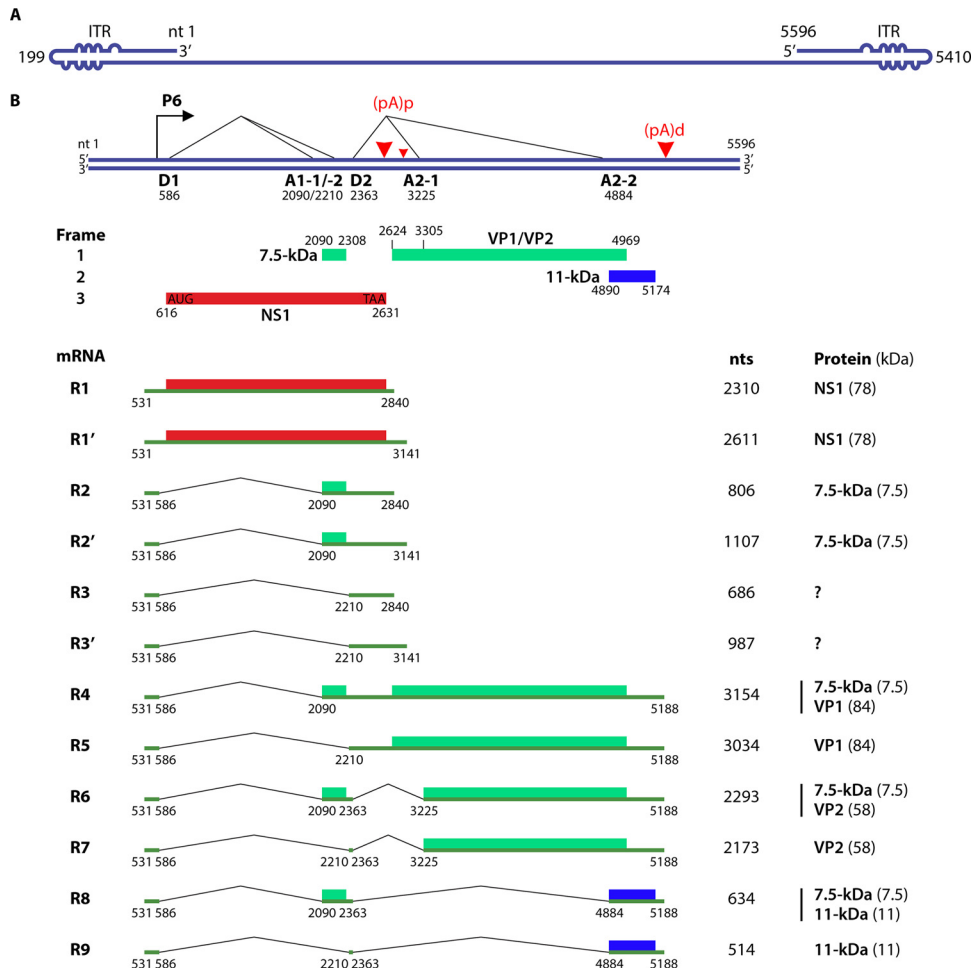 A
ITR nt 1 5596 ITR
199 3′ 5′ 5410
B
P6 (pA)p (pA)d
nt 1 5596
5′ 3′
3′ 5′
D1 A1-1/-2 D2 A2-1 A2-2
586 2090/2210 2363 3225 4884
Frame 2090 2308 2624 3305 VP1/VP2 4969
1 7.5-kDa
2 11-kDa
4890 5174
3 AUG TAA
616 NS1 2631
mRNA nts Protein (kDa)
R1 2310 NS1 (78)
531 2840
R1′ 2611 NS1 (78)
531 3141
R2 806 7.5-kDa (7.5)
531 586 2090 2840
R2′ 1107 7.5-kDa (7.5)
531 586 2090 3141
R3 686 ?
531 586 2210 2840
R3′ 987 ?
531 586 2210 3141
R4 3154 7.5-kDa (7.5)
VP1 (84)
531 586 2090 5188
R5 3034 VP1 (84)
531 586 2210 5188
R6 2293 7.5-kDa (7.5)
VP2 (58)
531 586 2090 2363 3225 5188
R7 2173 VP2 (58)
531 586 2210 2363 3225 5188
R8 634 7.5-kDa (7.5)
11-kDa (11)
531 586 2090 2363 4884 5188
R9 514 11-kDa (11)
531 586 2210 2363 4884 5188